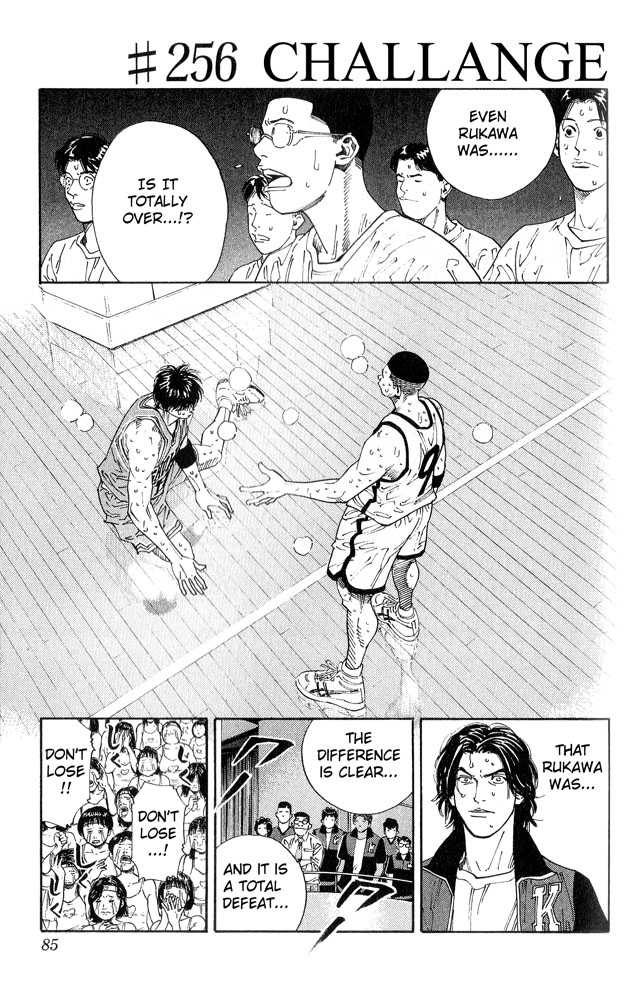 #256 CHALLANGE
EVEN
RUKAWA
WAS......
IS IT
TOTALLY
OVER...!?
9
DON'T
LOSE
!!
DON'T
LOSE
...!
THE
DIFFERENCE
IS CLEAR...
AND IT IS
A TOTAL
DEFEAT...
THAT
RUKAWA
WAS...
K
85